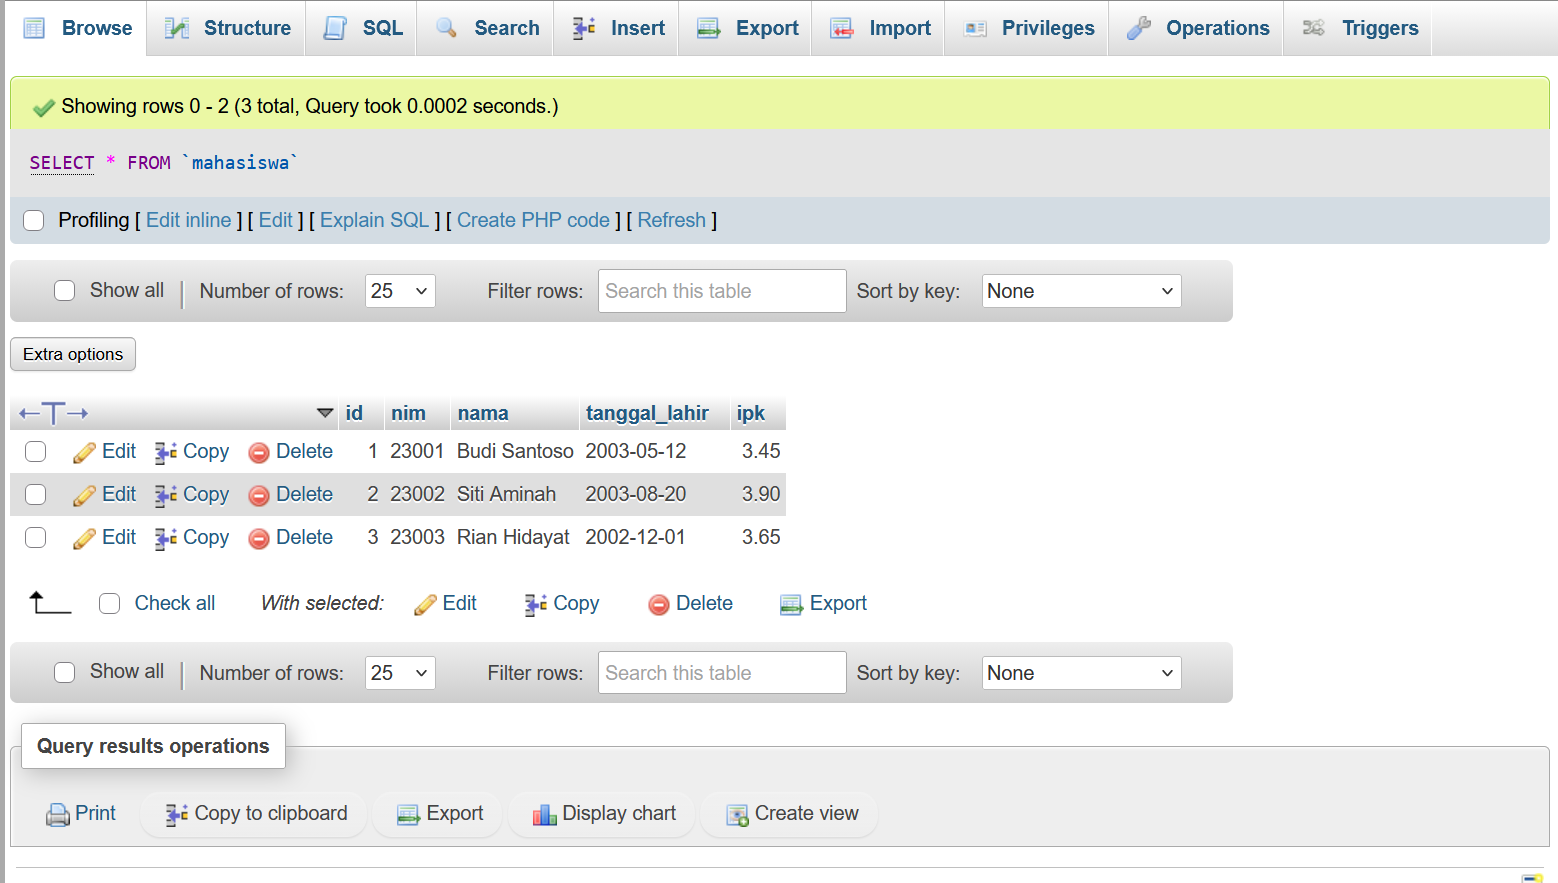 Browse Structure SQL Search Insert Export Import Privileges Operations Triggers
Showing rows 0 - 2 (3 total, Query took 0.0002 seconds.)
SELECT * FROM `mahasiswa`
Profiling [ Edit inline ] [ Edit ] [ Explain SQL ] [ Create PHP code ] [ Refresh ]
Show all Number of rows: 25 Filter rows: Search this table Sort by key: None
Extra options
←T→ id nim nama tanggal_lahir ipk
Edit Copy Delete 1 23001 Budi Santoso 2003-05-12 3.45
Edit Copy Delete 2 23002 Siti Aminah 2003-08-20 3.90
Edit Copy Delete 3 23003 Rian Hidayat 2002-12-01 3.65
Check all With selected: Edit Copy Delete Export
Show all Number of rows: 25 Filter rows: Search this table Sort by key: None
Query results operations
Print Copy to clipboard Export Display chart Create view